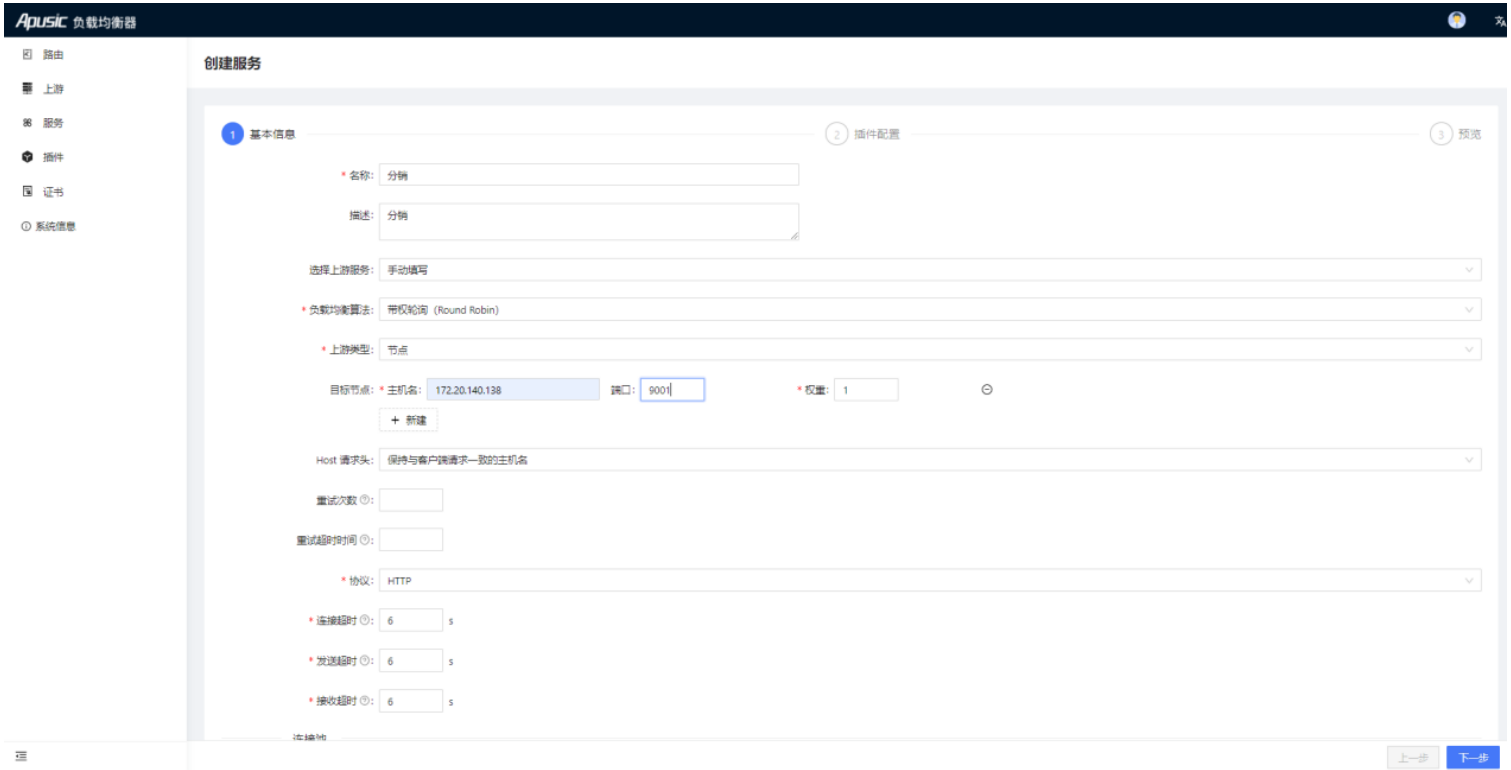 Apusic 负载均衡器
路由
上游
服务
插件
证书
系统信息
创建服务
1 基本信息 2 插件配置 3 预览
* 名称: 分销
描述: 分销
选择上游服务: 手动填写
* 负载均衡算法: 带权轮询 (Round Robin)
* 上游类型: 节点
目标节点: * 主机名: 172.20.140.138 端口: 9001 * 权重: 1
+ 新建
Host 请求头: 保持与客户端请求一致的主机名
重试次数 ?:
重试超时时间 ?:
* 协议: HTTP
* 连接超时 ?: 6 s
* 发送超时 ?: 6 s
* 接收超时 ?: 6 s
连接池
上一步 下一步